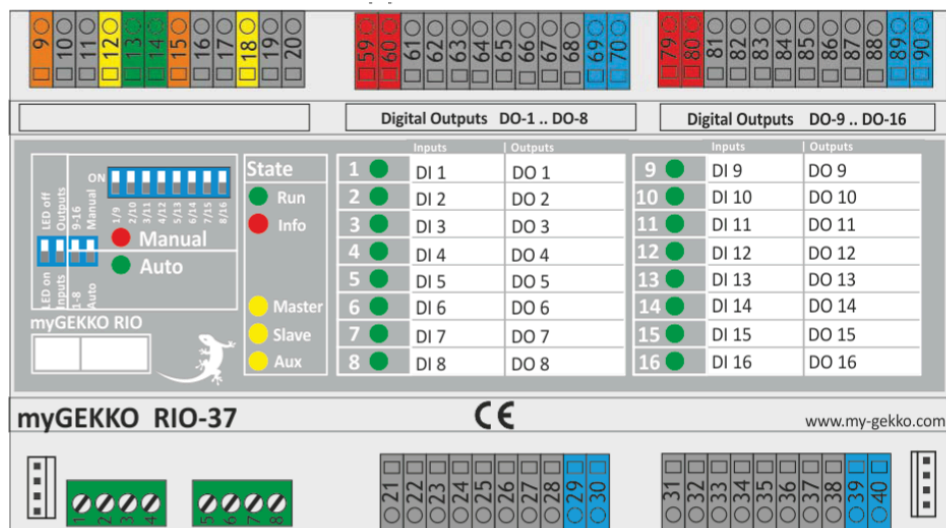 9 10 11 12 13 14 15 16 17 18 19 20
59 60 61 62 63 64 65 66 67 68 69 70
79 80 81 82 83 84 85 86 87 88 89 90
Digital Outputs DO-1 .. DO-8
Digital Outputs DO-9 .. DO-16
LED off
Outputs
9-16
Manual
ON
1/9 2/10 3/11 4/12 5/13 6/14 7/15 8/16
Manual
Auto
LED on
Inputs
1-8
Auto
myGEKKO RIO
State
Run
Info
Master
Slave
Aux
Inputs Outputs
1 DI 1 DO 1
2 DI 2 DO 2
3 DI 3 DO 3
4 DI 4 DO 4
5 DI 5 DO 5
6 DI 6 DO 6
7 DI 7 DO 7
8 DI 8 DO 8
Inputs Outputs
9 DI 9 DO 9
10 DI 10 DO 10
11 DI 11 DO 11
12 DI 12 DO 12
13 DI 13 DO 13
14 DI 14 DO 14
15 DI 15 DO 15
16 DI 16 DO 16
myGEKKO RIO-37
CE
www.my-gekko.com
1 2 3 4
5 6 7 8
21 22 23 24 25 26 27 28 29 30
31 32 33 34 35 36 37 38 39 40